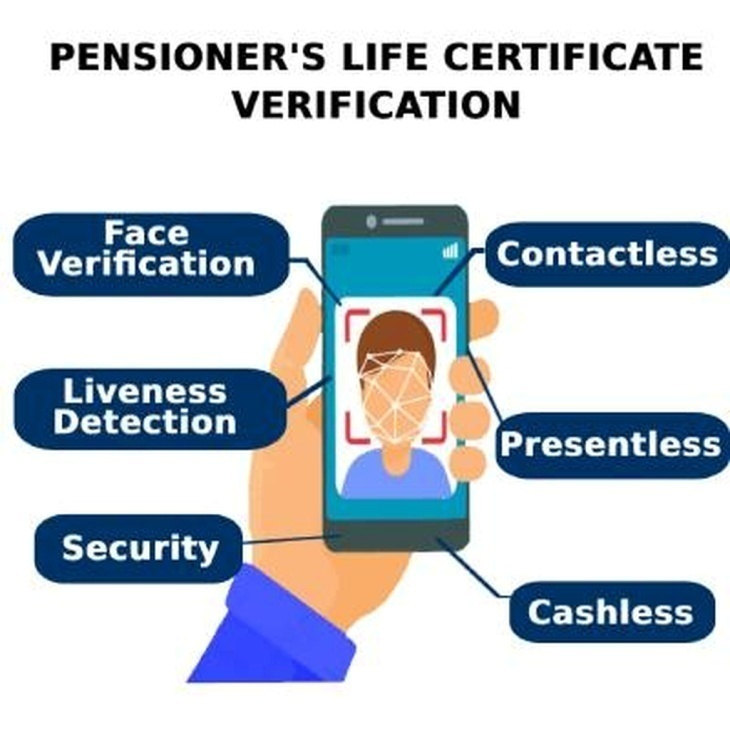 PENSIONER'S LIFE CERTIFICATE
VERIFICATION
Face
Verification
Contactless
Liveness
Detection
Presentless
Security
Cashless